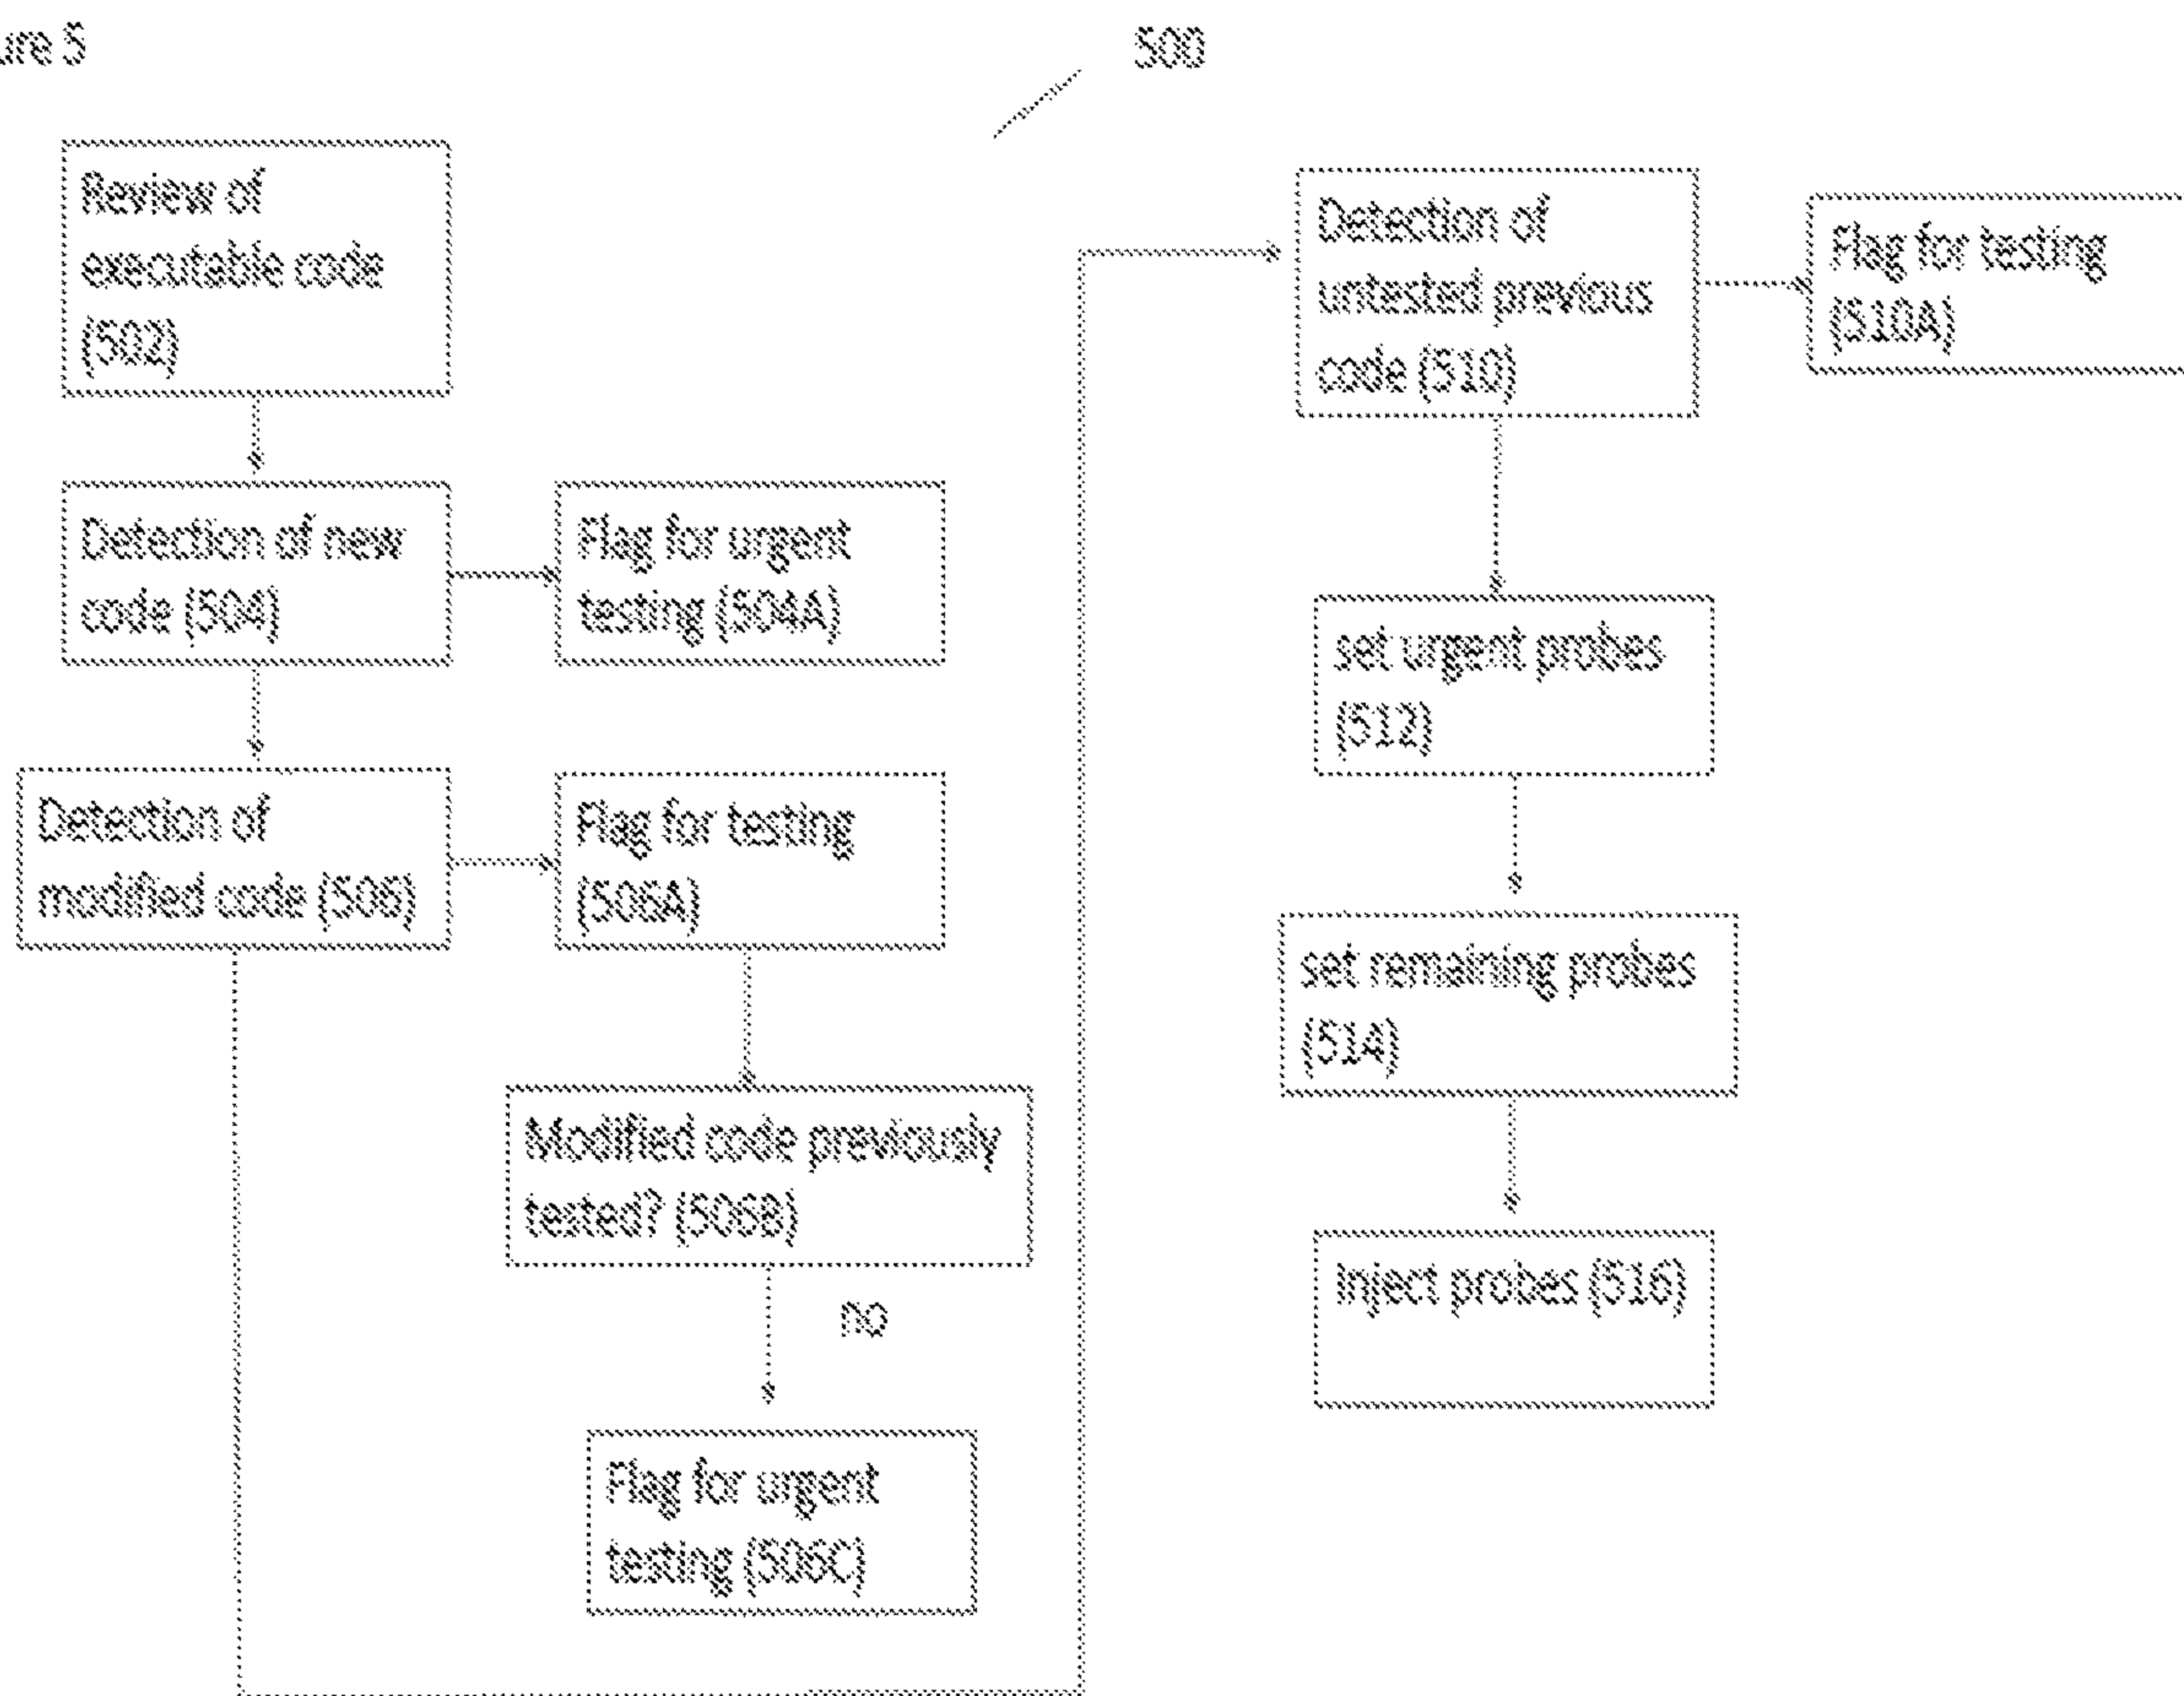 ure 5
500
Review of
executable code
(502)
Detection of new
code (504)
Flag for urgent
testing (504A)
Detection of
modified code (506)
Flag for testing
(506A)
Modified code previously
tested? (506B)
no
Flag for urgent
testing (506C)
Detection of
untested previous
code (510)
Flag for testing
(510A)
set urgent probes
(512)
set remaining probes
(514)
Inject probes (516)